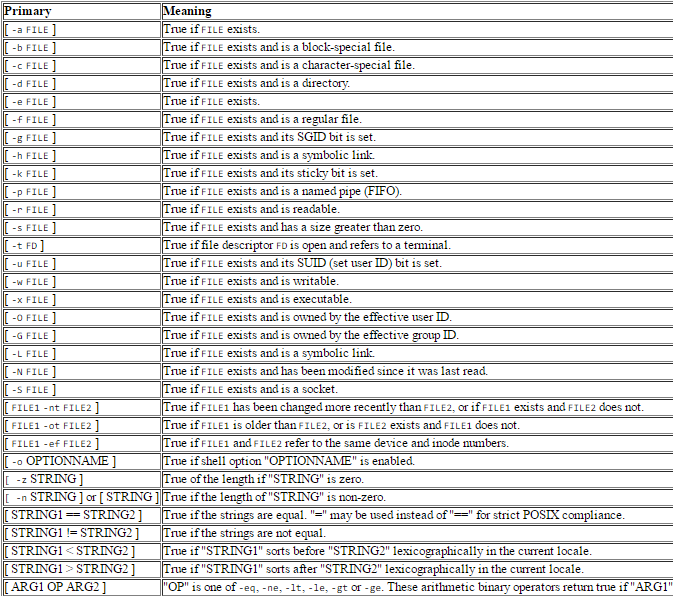 Primary Meaning
[ -a FILE ] True if FILE exists.
[ -b FILE ] True if FILE exists and is a block-special file.
[ -c FILE ] True if FILE exists and is a character-special file.
[ -d FILE ] True if FILE exists and is a directory.
[ -e FILE ] True if FILE exists.
[ -f FILE ] True if FILE exists and is a regular file.
[ -g FILE ] True if FILE exists and its SGID bit is set.
[ -h FILE ] True if FILE exists and is a symbolic link.
[ -k FILE ] True if FILE exists and its sticky bit is set.
[ -p FILE ] True if FILE exists and is a named pipe (FIFO).
[ -r FILE ] True if FILE exists and is readable.
[ -s FILE ] True if FILE exists and has a size greater than zero.
[ -t FD ] True if file descriptor FD is open and refers to a terminal.
[ -u FILE ] True if FILE exists and its SUID (set user ID) bit is set.
[ -w FILE ] True if FILE exists and is writable.
[ -x FILE ] True if FILE exists and is executable.
[ -O FILE ] True if FILE exists and is owned by the effective user ID.
[ -G FILE ] True if FILE exists and is owned by the effective group ID.
[ -L FILE ] True if FILE exists and is a symbolic link.
[ -N FILE ] True if FILE exists and has been modified since it was last read.
[ -S FILE ] True if FILE exists and is a socket.
[ FILE1 -nt FILE2 ] True if FILE1 has been changed more recently than FILE2, or if FILE1 exists and FILE2 does not.
[ FILE1 -ot FILE2 ] True if FILE1 is older than FILE2, or is FILE2 exists and FILE1 does not.
[ FILE1 -ef FILE2 ] True if FILE1 and FILE2 refer to the same device and inode numbers.
[ -o OPTIONNAME ] True if shell option "OPTIONNAME" is enabled.
[ -z STRING ] True of the length if "STRING" is zero.
[ -n STRING ] or [ STRING ] True if the length of "STRING" is non-zero.
[ STRING1 == STRING2 ] True if the strings are equal. "=" may be used instead of "==" for strict POSIX compliance.
[ STRING1 != STRING2 ] True if the strings are not equal.
[ STRING1 < STRING2 ] True if "STRING1" sorts before "STRING2" lexicographically in the current locale.
[ STRING1 > STRING2 ] True if "STRING1" sorts after "STRING2" lexicographically in the current locale.
[ ARG1 OP ARG2 ] "OP" is one of -eq, -ne, -lt, -le, -gt or -ge. These arithmetic binary operators return true if "ARG1"